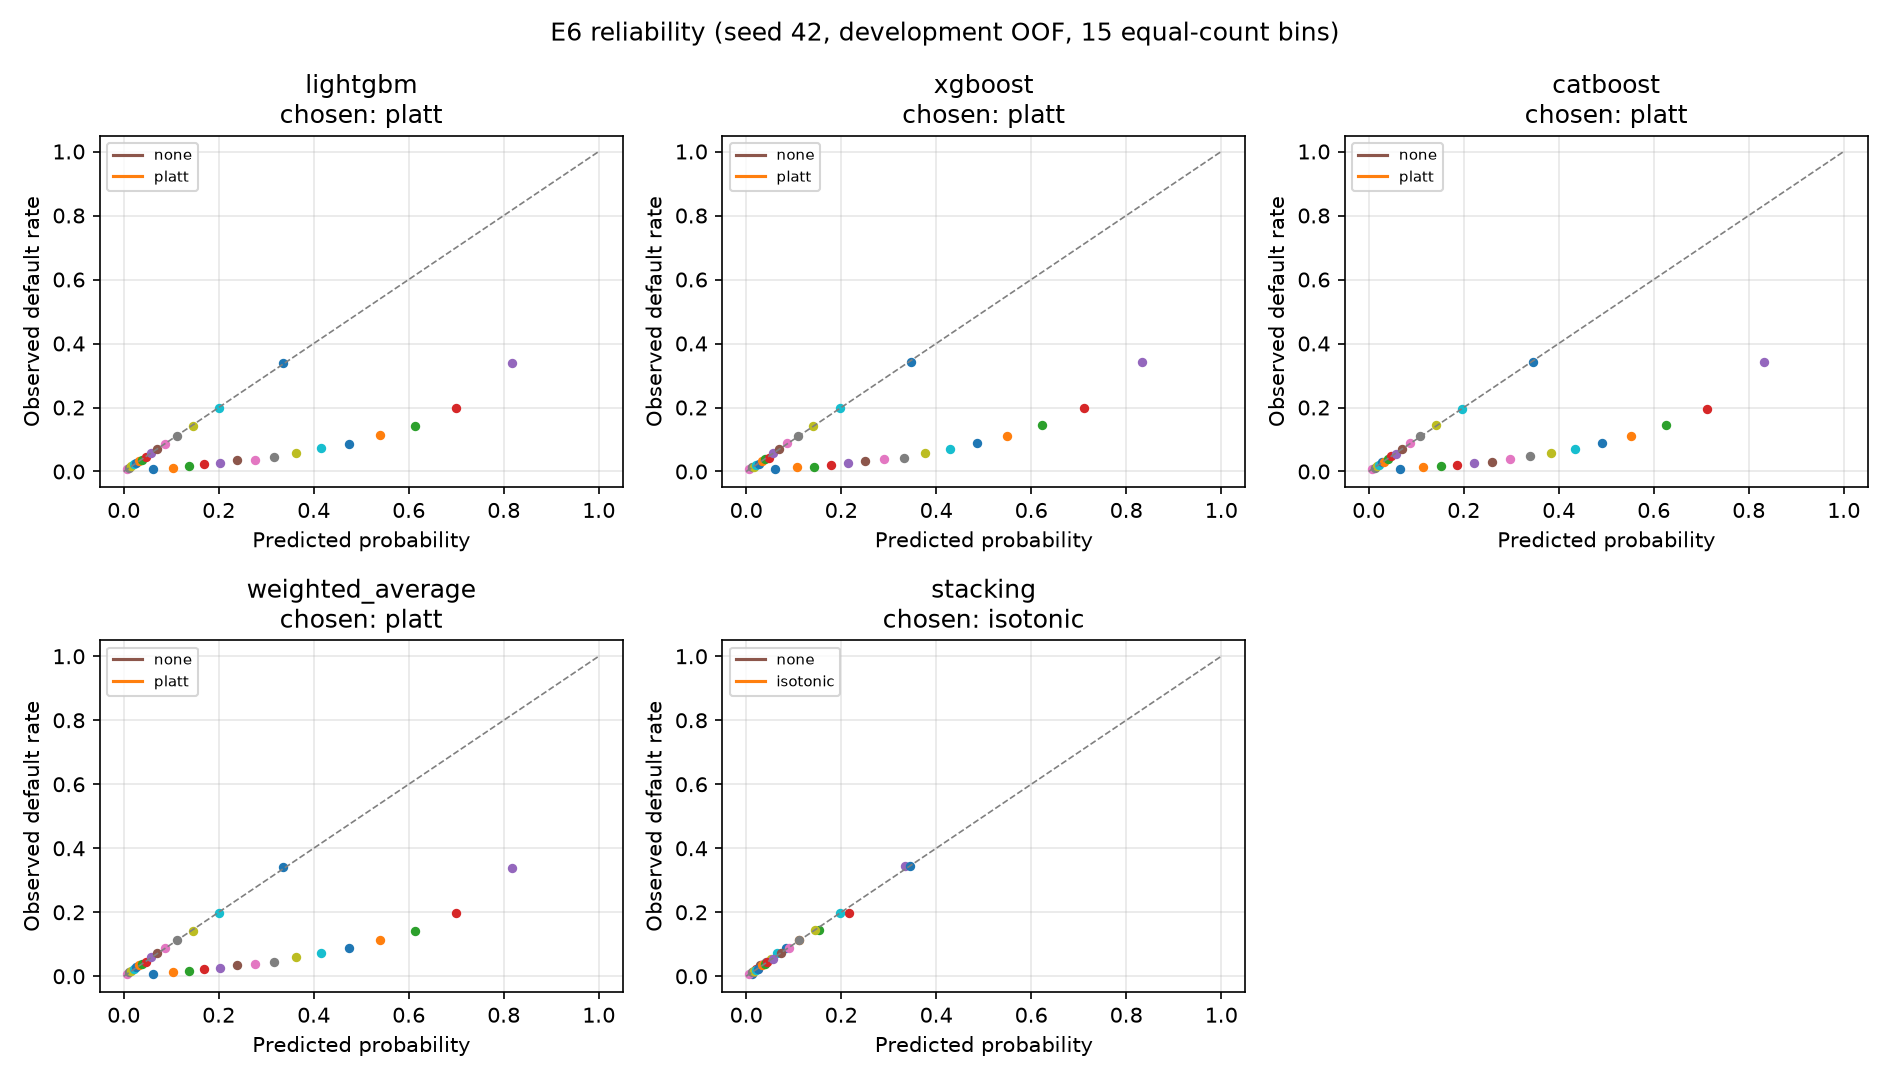 E6 reliability (seed 42, development OOF, 15 equal-count bins)
lightgbm
chosen: platt
none
platt
1.0
0.8
0.6
0.4
0.2
0.0
Observed default rate
0.0 0.2 0.4 0.6 0.8 1.0
Predicted probability
xgboost
chosen: platt
none
platt
1.0
0.8
0.6
0.4
0.2
0.0
Observed default rate
0.0 0.2 0.4 0.6 0.8 1.0
Predicted probability
catboost
chosen: platt
none
platt
1.0
0.8
0.6
0.4
0.2
0.0
Observed default rate
0.0 0.2 0.4 0.6 0.8 1.0
Predicted probability
weighted_average
chosen: platt
none
platt
1.0
0.8
0.6
0.4
0.2
0.0
Observed default rate
0.0 0.2 0.4 0.6 0.8 1.0
Predicted probability
stacking
chosen: isotonic
none
isotonic
1.0
0.8
0.6
0.4
0.2
0.0
Observed default rate
0.0 0.2 0.4 0.6 0.8 1.0
Predicted probability